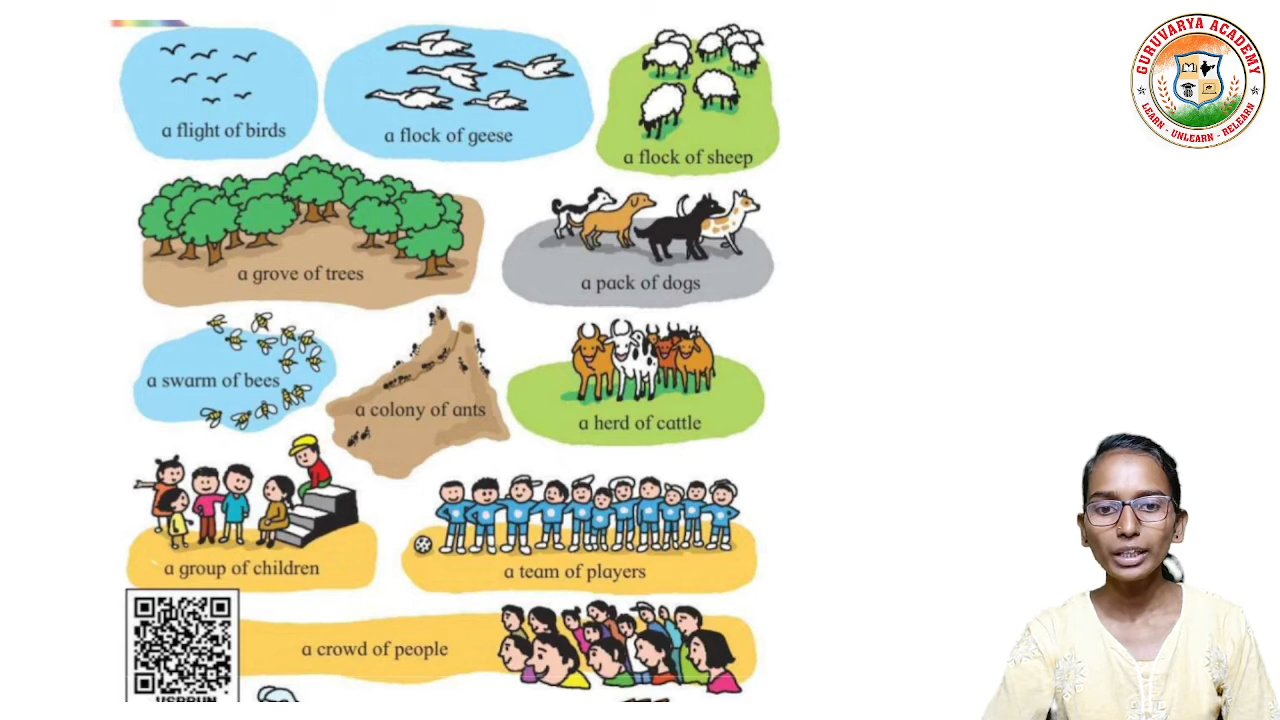 GURUVARYA ACADEMY
LEARN - UNLEARN - RELEARN
a flight of birds
a flock of geese
a flock of sheep
a grove of trees
a pack of dogs
a swarm of bees
a colony of ants
a herd of cattle
a group of children
a team of players
a crowd of people